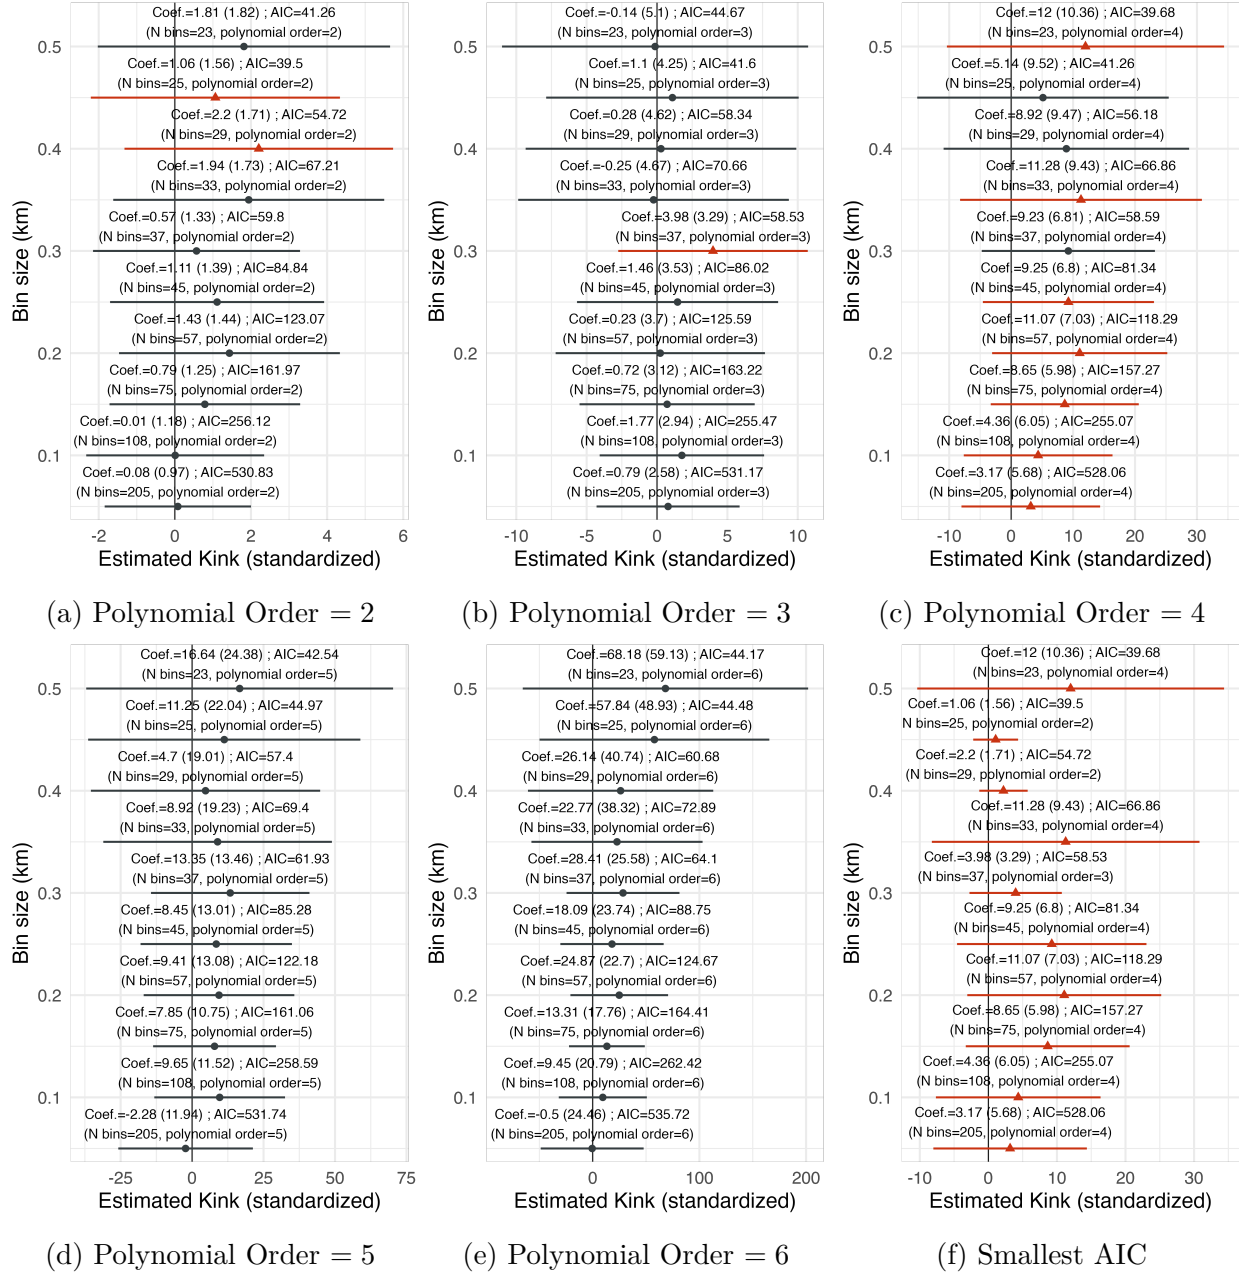 Coef.=1.81 (1.82) ; AIC=41.26
(N bins=23, polynomial order=2)
0.5
Coef.=1.06 (1.56) ; AIC=39.5
(N bins=25, polynomial order=2)
Coef.=2.2 (1.71) ; AIC=54.72
(N bins=29, polynomial order=2)
0.4
Coef.=1.94 (1.73) ; AIC=67.21
(N bins=33, polynomial order=2)
Coef.=0.57 (1.33) ; AIC=59.8
(N bins=37, polynomial order=2)
0.3
Coef.=1.11 (1.39) ; AIC=84.84
(N bins=45, polynomial order=2)
Coef.=1.43 (1.44) ; AIC=123.07
(N bins=57, polynomial order=2)
0.2
Coef.=0.79 (1.25) ; AIC=161.97
(N bins=75, polynomial order=2)
Coef.=0.01 (1.18) ; AIC=256.12
(N bins=108, polynomial order=2)
0.1
Coef.=0.08 (0.97) ; AIC=530.83
(N bins=205, polynomial order=2)
Bin size (km)
-2 0 2 4 6
Estimated Kink (standardized)
(a) Polynomial Order = 2
Coef.=-0.14 (5.1) ; AIC=44.67
(N bins=23, polynomial order=3)
Coef.=1.1 (4.25) ; AIC=41.6
(N bins=25, polynomial order=3)
Coef.=0.28 (4.62) ; AIC=58.34
(N bins=29, polynomial order=3)
Coef.=-0.25 (4.67) ; AIC=70.66
(N bins=33, polynomial order=3)
Coef.=3.98 (3.29) ; AIC=58.53
(N bins=37, polynomial order=3)
Coef.=1.46 (3.53) ; AIC=86.02
(N bins=45, polynomial order=3)
Coef.=0.23 (3.7) ; AIC=125.59
(N bins=57, polynomial order=3)
Coef.=0.72 (3.12) ; AIC=163.22
(N bins=75, polynomial order=3)
Coef.=1.77 (2.94) ; AIC=255.47
(N bins=108, polynomial order=3)
Coef.=0.79 (2.58) ; AIC=531.17
(N bins=205, polynomial order=3)
Bin size (km)
-10 -5 0 5 10
Estimated Kink (standardized)
(b) Polynomial Order = 3
Coef.=12 (10.36) ; AIC=39.68
(N bins=23, polynomial order=4)
Coef.=5.14 (9.52) ; AIC=41.26
(N bins=25, polynomial order=4)
Coef.=8.92 (9.47) ; AIC=56.18
(N bins=29, polynomial order=4)
Coef.=11.28 (9.43) ; AIC=66.86
(N bins=33, polynomial order=4)
Coef.=9.23 (6.81) ; AIC=58.59
(N bins=37, polynomial order=4)
Coef.=9.25 (6.8) ; AIC=81.34
(N bins=45, polynomial order=4)
Coef.=11.07 (7.03) ; AIC=118.29
(N bins=57, polynomial order=4)
Coef.=8.65 (5.98) ; AIC=157.27
(N bins=75, polynomial order=4)
Coef.=4.36 (6.05) ; AIC=255.07
(N bins=108, polynomial order=4)
Coef.=3.17 (5.68) ; AIC=528.06
(N bins=205, polynomial order=4)
Bin size (km)
-10 0 10 20 30
Estimated Kink (standardized)
(c) Polynomial Order = 4
Coef.=16.64 (24.38) ; AIC=42.54
(N bins=23, polynomial order=5)
0.5
Coef.=11.25 (22.04) ; AIC=44.97
(N bins=25, polynomial order=5)
Coef.=4.7 (19.01) ; AIC=57.4
(N bins=29, polynomial order=5)
0.4
Coef.=8.92 (19.23) ; AIC=69.4
(N bins=33, polynomial order=5)
Coef.=13.35 (13.46) ; AIC=61.93
(N bins=37, polynomial order=5)
0.3
Coef.=8.45 (13.01) ; AIC=85.28
(N bins=45, polynomial order=5)
Coef.=9.41 (13.08) ; AIC=122.18
(N bins=57, polynomial order=5)
0.2
Coef.=7.85 (10.75) ; AIC=161.06
(N bins=75, polynomial order=5)
Coef.=9.65 (11.52) ; AIC=258.59
(N bins=108, polynomial order=5)
0.1
Coef.=-2.28 (11.94) ; AIC=531.74
(N bins=205, polynomial order=5)
Bin size (km)
-25 0 25 50 75
Estimated Kink (standardized)
(d) Polynomial Order = 5
Coef.=68.18 (59.13) ; AIC=44.17
(N bins=23, polynomial order=6)
Coef.=57.84 (48.93) ; AIC=44.48
(N bins=25, polynomial order=6)
Coef.=26.14 (40.74) ; AIC=60.68
(N bins=29, polynomial order=6)
Coef.=22.77 (38.32) ; AIC=72.89
(N bins=33, polynomial order=6)
Coef.=28.41 (25.58) ; AIC=64.1
(N bins=37, polynomial order=6)
Coef.=18.09 (23.74) ; AIC=88.75
(N bins=45, polynomial order=6)
Coef.=24.87 (22.7) ; AIC=124.67
(N bins=57, polynomial order=6)
Coef.=13.31 (17.76) ; AIC=164.41
(N bins=75, polynomial order=6)
Coef.=9.45 (20.79) ; AIC=262.42
(N bins=108, polynomial order=6)
Coef.=-0.5 (24.46) ; AIC=535.72
(N bins=205, polynomial order=6)
Bin size (km)
0 100 200
Estimated Kink (standardized)
(e) Polynomial Order = 6
Coef.=12 (10.36) ; AIC=39.68
(N bins=23, polynomial order=4)
Coef.=1.06 (1.56) ; AIC=39.5
N bins=25, polynomial order=2)
Coef.=2.2 (1.71) ; AIC=54.72
(N bins=29, polynomial order=2)
Coef.=11.28 (9.43) ; AIC=66.86
(N bins=33, polynomial order=4)
Coef.=3.98 (3.29) ; AIC=58.53
(N bins=37, polynomial order=3)
Coef.=9.25 (6.8) ; AIC=81.34
(N bins=45, polynomial order=4)
Coef.=11.07 (7.03) ; AIC=118.29
(N bins=57, polynomial order=4)
Coef.=8.65 (5.98) ; AIC=157.27
(N bins=75, polynomial order=4)
Coef.=4.36 (6.05) ; AIC=255.07
(N bins=108, polynomial order=4)
Coef.=3.17 (5.68) ; AIC=528.06
(N bins=205, polynomial order=4)
Bin size (km)
-10 0 10 20 30
Estimated Kink (standardized)
(f) Smallest AIC